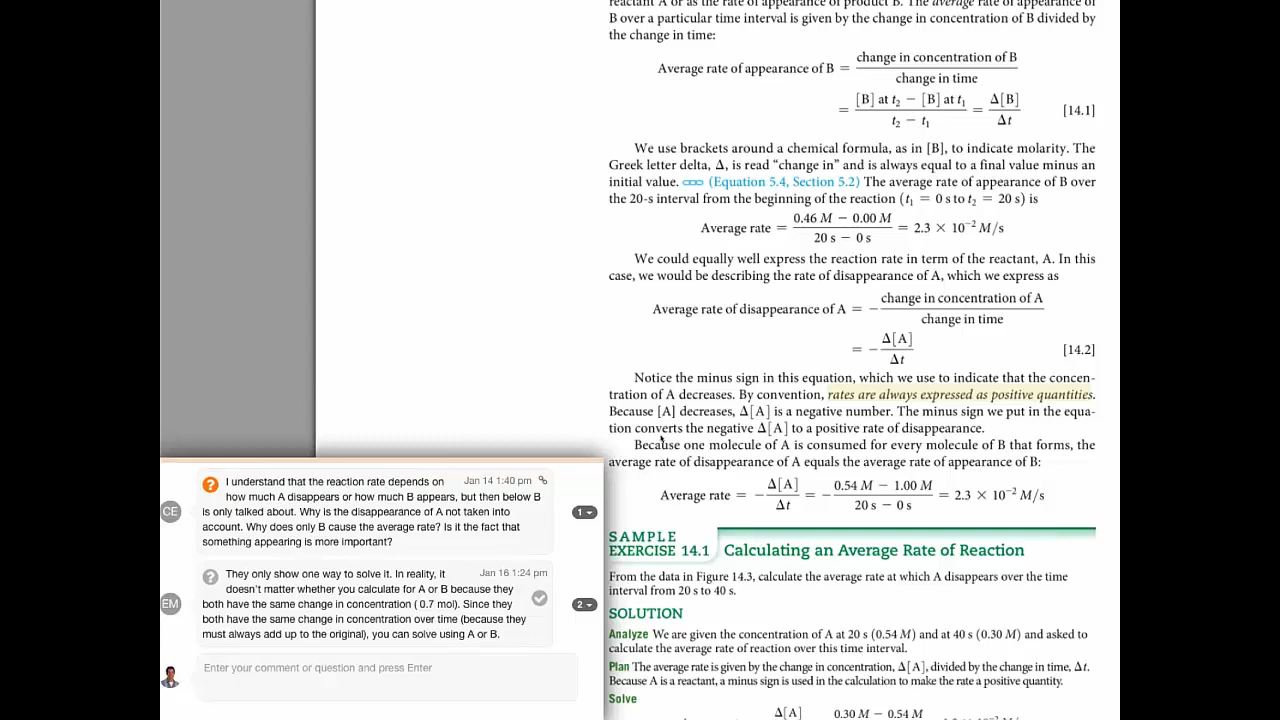 reactant A or as the rate of appearance of product B. The average rate of appearance of
B over a particular time interval is given by the change in concentration of B divided by
the change in time:
Average rate of appearance of B = change in concentration of B / change in time
= [B] at t₂ − [B] at t₁ / t₂ − t₁ = Δ[B] / Δt [14.1]
We use brackets around a chemical formula, as in [B], to indicate molarity. The
Greek letter delta, Δ, is read “change in” and is always equal to a final value minus an
initial value. (Equation 5.4, Section 5.2) The average rate of appearance of B over
the 20-s interval from the beginning of the reaction (t₁ = 0 s to t₂ = 20 s) is
Average rate = 0.46 M − 0.00 M / 20 s − 0 s = 2.3 × 10⁻² M/s
We could equally well express the reaction rate in term of the reactant, A. In this
case, we would be describing the rate of disappearance of A, which we express as
Average rate of disappearance of A = − change in concentration of A / change in time
= − Δ[A] / Δt [14.2]
Notice the minus sign in this equation, which we use to indicate that the concen-
tration of A decreases. By convention, rates are always expressed as positive quantities.
Because [A] decreases, Δ[A] is a negative number. The minus sign we put in the equa-
tion converts the negative Δ[A] to a positive rate of disappearance.
Because one molecule of A is consumed for every molecule of B that forms, the
average rate of disappearance of A equals the average rate of appearance of B:
Average rate = − Δ[A] / Δt = − 0.54 M − 1.00 M / 20 s − 0 s = 2.3 × 10⁻² M/s
SAMPLE
EXERCISE 14.1 Calculating an Average Rate of Reaction
From the data in Figure 14.3, calculate the average rate at which A disappears over the time
interval from 20 s to 40 s.
SOLUTION
Analyze We are given the concentration of A at 20 s (0.54 M) and at 40 s (0.30 M) and asked to
calculate the average rate of reaction over this time interval.
Plan The average rate is given by the change in concentration, Δ[A], divided by the change in time, Δt.
Because A is a reactant, a minus sign is used in the calculation to make the rate a positive quantity.
Solve
Δ[A] 0.30 M − 0.54 M
CE
? I understand that the reaction rate depends on Jan 14 1:40 pm
how much A disappears or how much B appears, but then below B
is only talked about. Why is the disappearance of A not taken into
account. Why does only B cause the average rate? Is it the fact that
something appearing is more important?
1
EM
? They only show one way to solve it. In reality, it Jan 16 1:24 pm
doesn't matter whether you calculate for A or B because they
both have the same change in concentration ( 0.7 mol). Since they
both have the same change in concentration over time (because they
must always add up to the original), you can solve using A or B.
2
Enter your comment or question and press Enter